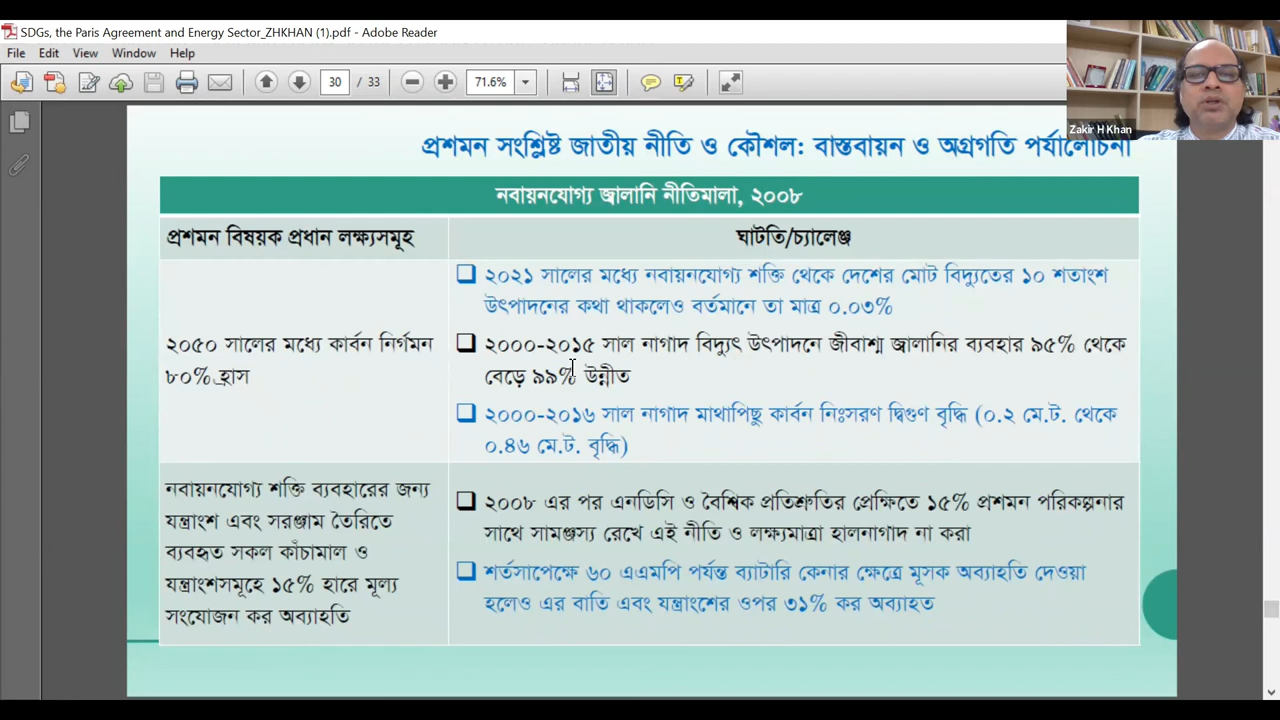 SDGs, the Paris Agreement and Energy Sector_ZHKHAN (1).pdf - Adobe Reader
File Edit View Window Help
30 / 33 71.6%
Zakir H Khan
প্রশমন সংশ্লিষ্ট জাতীয় নীতি ও কৌশল: বাস্তবায়ন ও অগ্রগতি পর্যালোচনা
নবায়নযোগ্য জ্বালানি নীতিমালা, ২০০৮
প্রশমন বিষয়ক প্রধান লক্ষ্যসমূহ
ঘাটতি/চ্যালেঞ্জ
২০৫০ সালের মধ্যে কার্বন নির্গমন
৮০% হ্রাস
২০২১ সালের মধ্যে নবায়নযোগ্য শক্তি থেকে দেশের মোট বিদ্যুতের ১০ শতাংশ
উৎপাদনের কথা থাকলেও বর্তমানে তা মাত্র ০.০৩%
২০০০-২০১৫ সাল নাগাদ বিদ্যুৎ উৎপাদনে জীবাশ্ম জ্বালানির ব্যবহার ৯৫% থেকে
বেড়ে ৯৯% উন্নীত
২০০০-২০১৬ সাল নাগাদ মাথাপিছু কার্বন নিঃসরণ দ্বিগুণ বৃদ্ধি (০.২ মে.ট. থেকে
০.৪৬ মে.ট. বৃদ্ধি)
নবায়নযোগ্য শক্তি ব্যবহারের জন্য
যন্ত্রাংশ এবং সরঞ্জাম তৈরিতে
ব্যবহৃত সকল কাঁচামাল ও
যন্ত্রাংশসমূহে ১৫% হারে মূল্য
সংযোজন কর অব্যাহতি
২০০৮ এর পর এনডিসি ও বৈশ্বিক প্রতিশ্রুতির প্রেক্ষিতে ১৫% প্রশমন পরিকল্পনার
সাথে সামঞ্জস্য রেখে এই নীতি ও লক্ষ্যমাত্রা হালনাগাদ না করা
শর্তসাপেক্ষে ৬০ এএমপি পর্যন্ত ব্যাটারি কেনার ক্ষেত্রে মূসক অব্যাহতি দেওয়া
হলেও এর বাতি এবং যন্ত্রাংশের ওপর ৩১% কর অব্যাহত